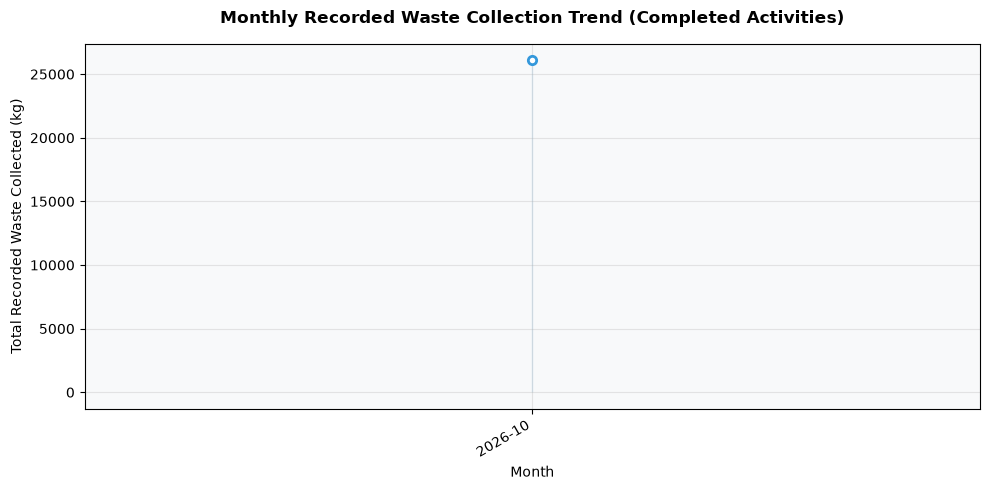 Monthly Recorded Waste Collection Trend (Completed Activities)
Total Recorded Waste Collected (kg)
25000
20000
15000
10000
5000
0
2026-10
Month